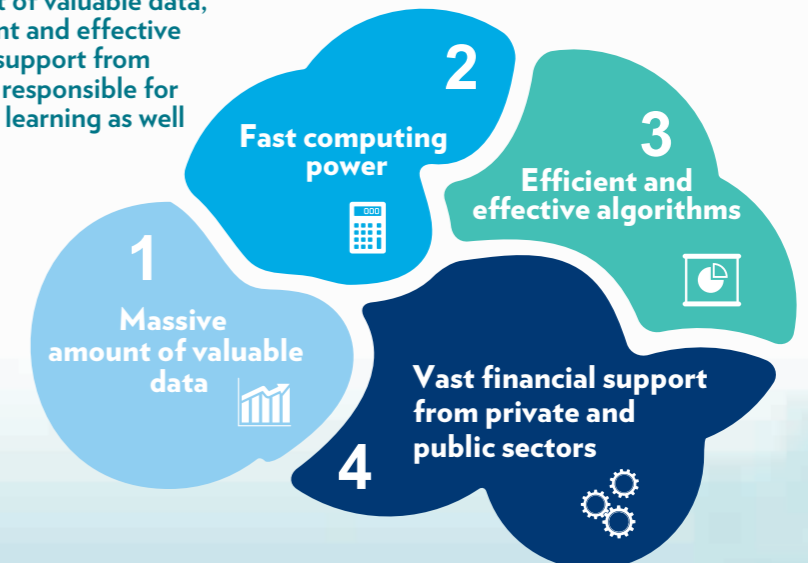 t of valuable data,
nt and effective
support from
responsible for
learning as well
2
Fast computing
power
000
3
Efficient and
effective algorithms
1
Massive
amount of valuable
data
Vast financial support
from private and
public sectors
4